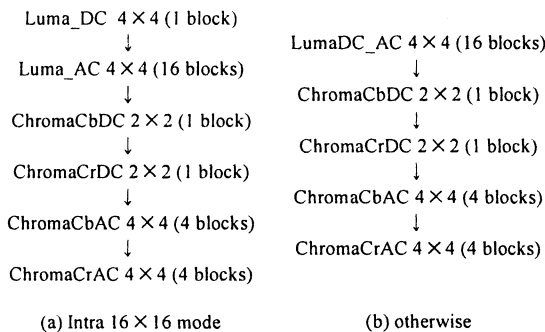 Luma_DC 4×4 (1 block)
↓
Luma_AC 4×4 (16 blocks)
↓
ChromaCbDC 2×2 (1 block)
↓
ChromaCrDC 2×2 (1 block)
↓
ChromaCbAC 4×4 (4 blocks)
↓
ChromaCrAC 4×4 (4 blocks)
(a) Intra 16×16 mode
LumaDC_AC 4×4 (16 blocks)
↓
ChromaCbDC 2×2 (1 block)
↓
ChromaCrDC 2×2 (1 block)
↓
ChromaCbAC 4×4 (4 blocks)
↓
ChromaCrAC 4×4 (4 blocks)
(b) otherwise